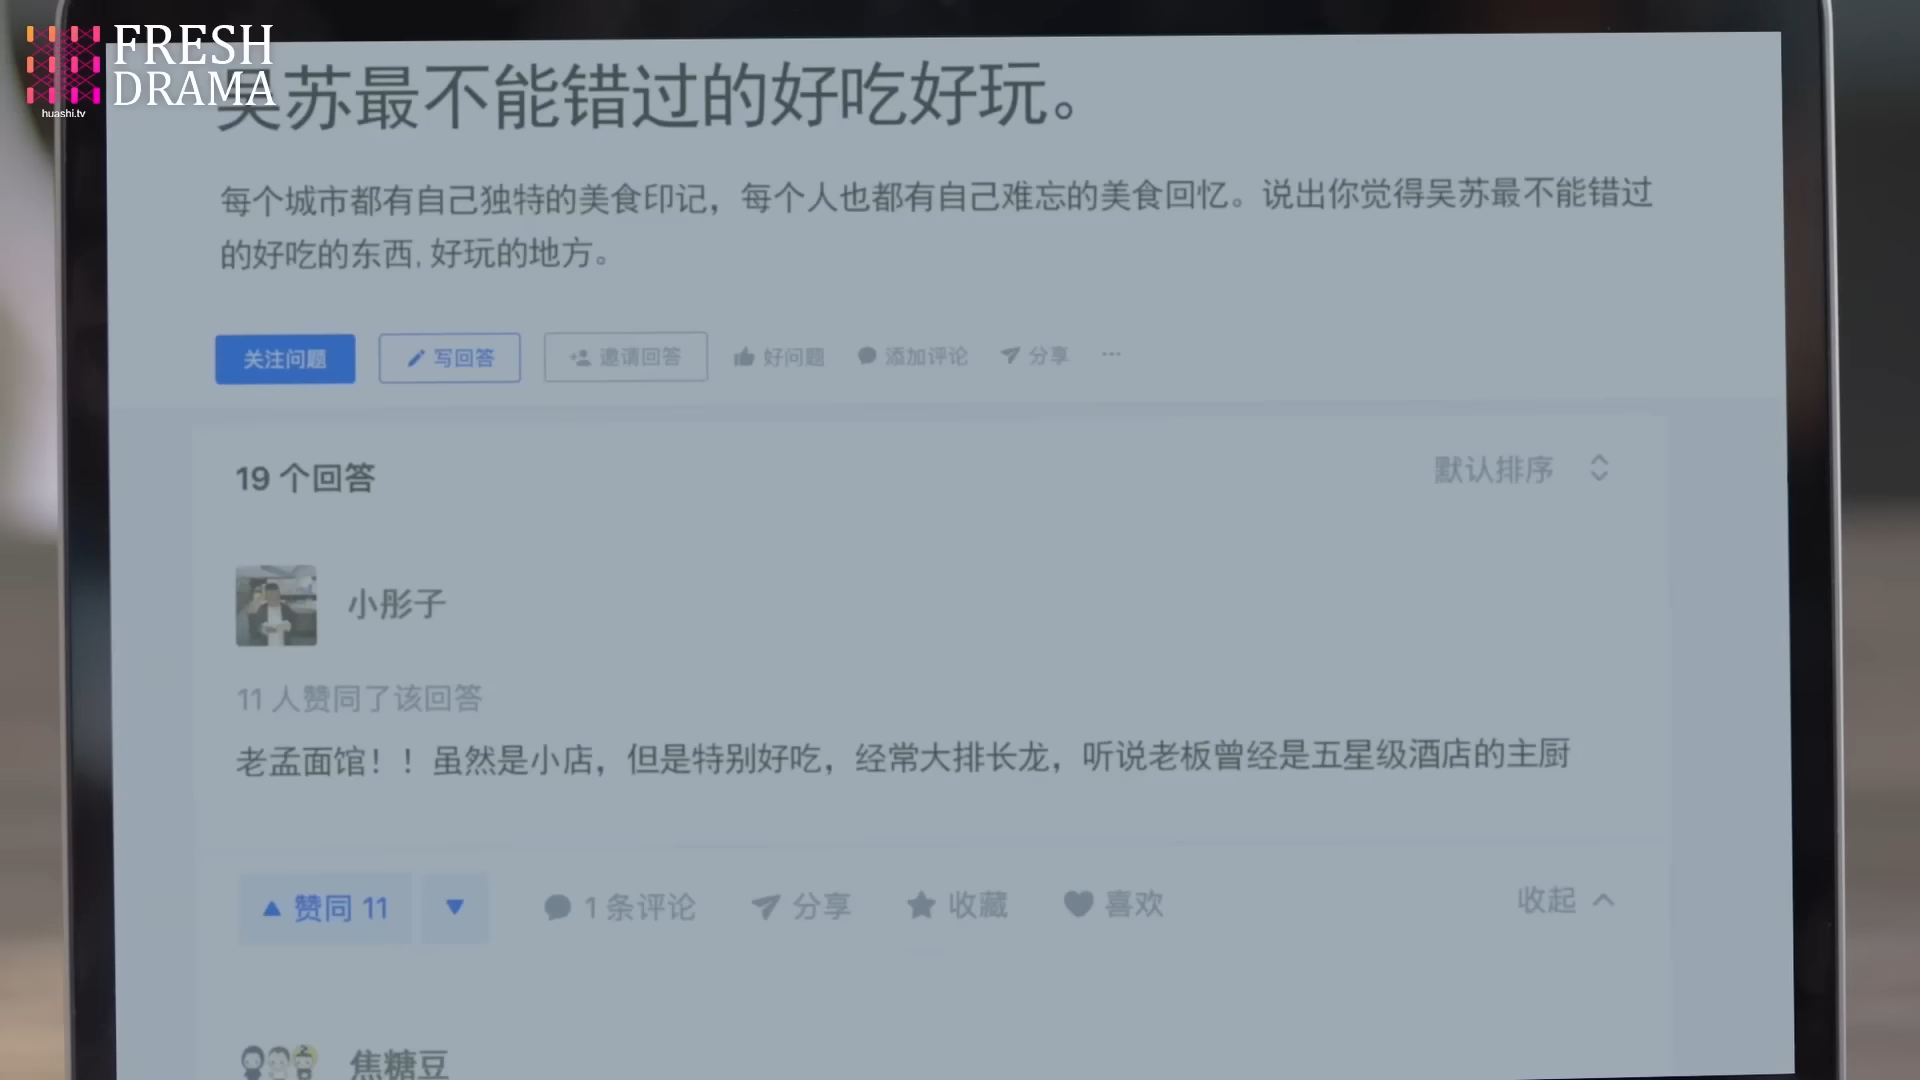 FRESH
DRAMA
huashi.tv
吴苏最不能错过的好吃好玩。
每个城市都有自己独特的美食印记，每个人也都有自己难忘的美食回忆。说出你觉得吴苏最不能错过
的好吃的东西, 好玩的地方。
关注问题 写回答 邀请回答 好问题 添加评论 分享 ···
19 个回答 默认排序
小彤子
11 人赞同了该回答
老孟面馆！！虽然是小店，但是特别好吃，经常大排长龙，听说老板曾经是五星级酒店的主厨
赞同 11 1 条评论 分享 收藏 喜欢 收起
焦糖豆